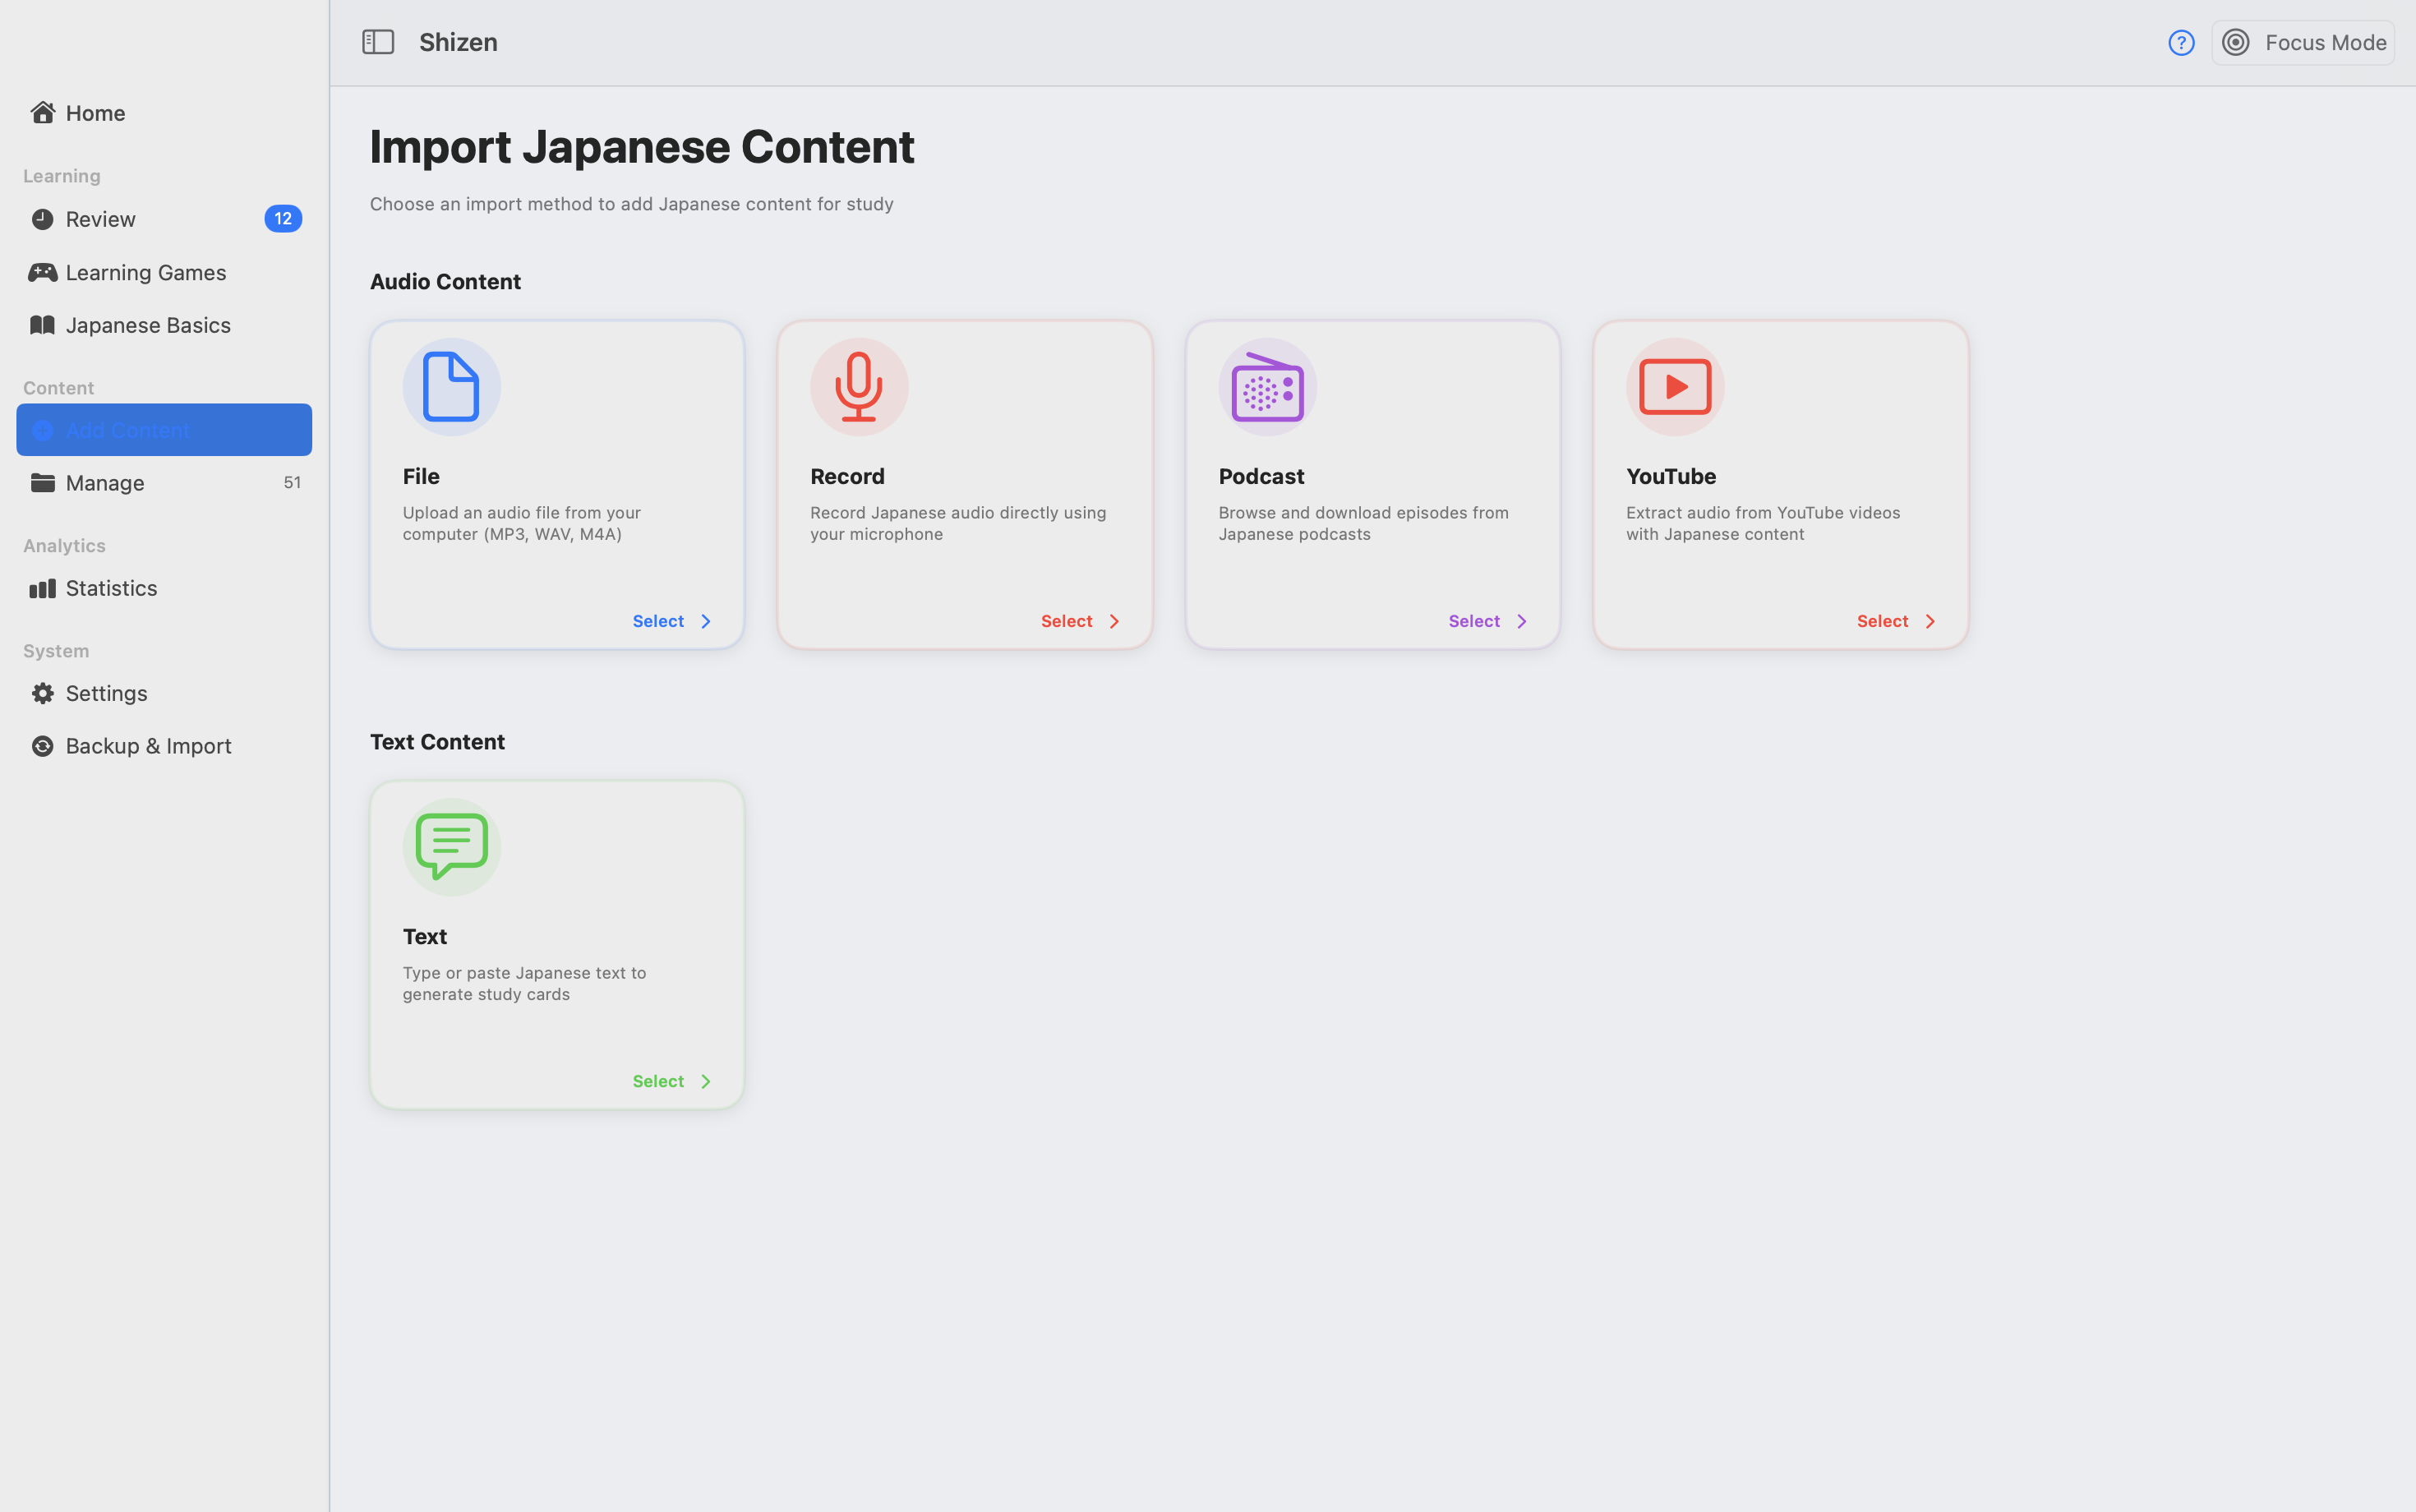 Shizen
?
Focus Mode
Home
Learning
Review 12
Learning Games
Japanese Basics
Content
Add Content
Manage 51
Analytics
Statistics
System
Settings
Backup & Import
Import Japanese Content
Choose an import method to add Japanese content for study
Audio Content
File
Upload an audio file from your
computer (MP3, WAV, M4A)
Select
Record
Record Japanese audio directly using
your microphone
Select
Podcast
Browse and download episodes from
Japanese podcasts
Select
YouTube
Extract audio from YouTube videos
with Japanese content
Select
Text Content
Text
Type or paste Japanese text to
generate study cards
Select